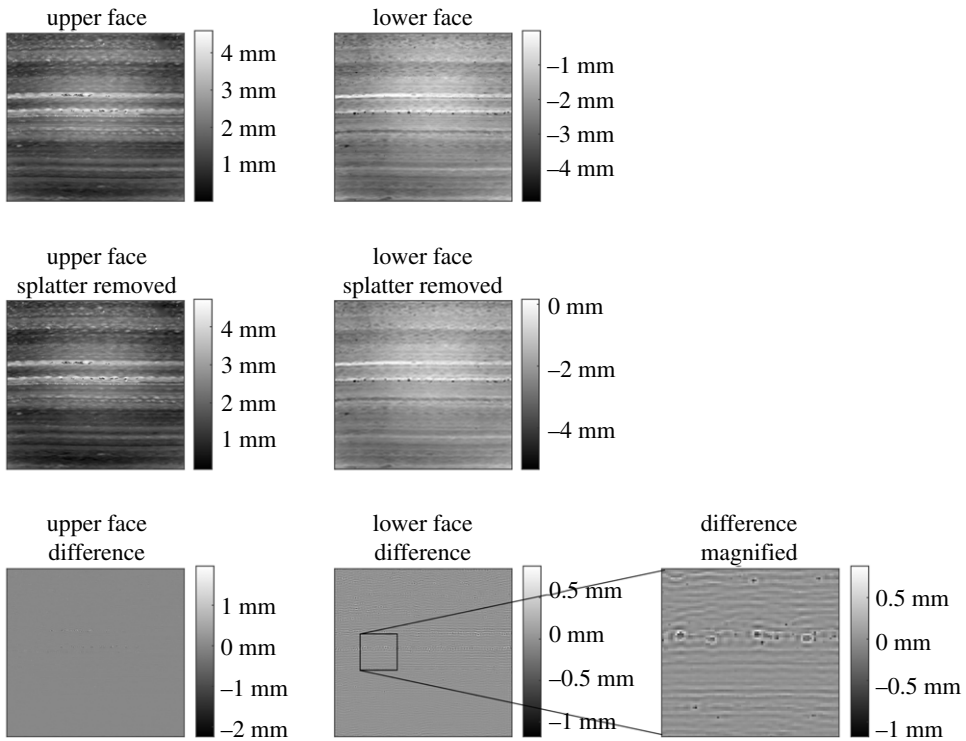 upper face
4 mm
3 mm
2 mm
1 mm
lower face
–1 mm
–2 mm
–3 mm
–4 mm
upper face
splatter removed
4 mm
3 mm
2 mm
1 mm
lower face
splatter removed
0 mm
–2 mm
–4 mm
upper face
difference
1 mm
0 mm
–1 mm
–2 mm
lower face
difference
0.5 mm
0 mm
–0.5 mm
–1 mm
difference
magnified
0.5 mm
0 mm
–0.5 mm
–1 mm